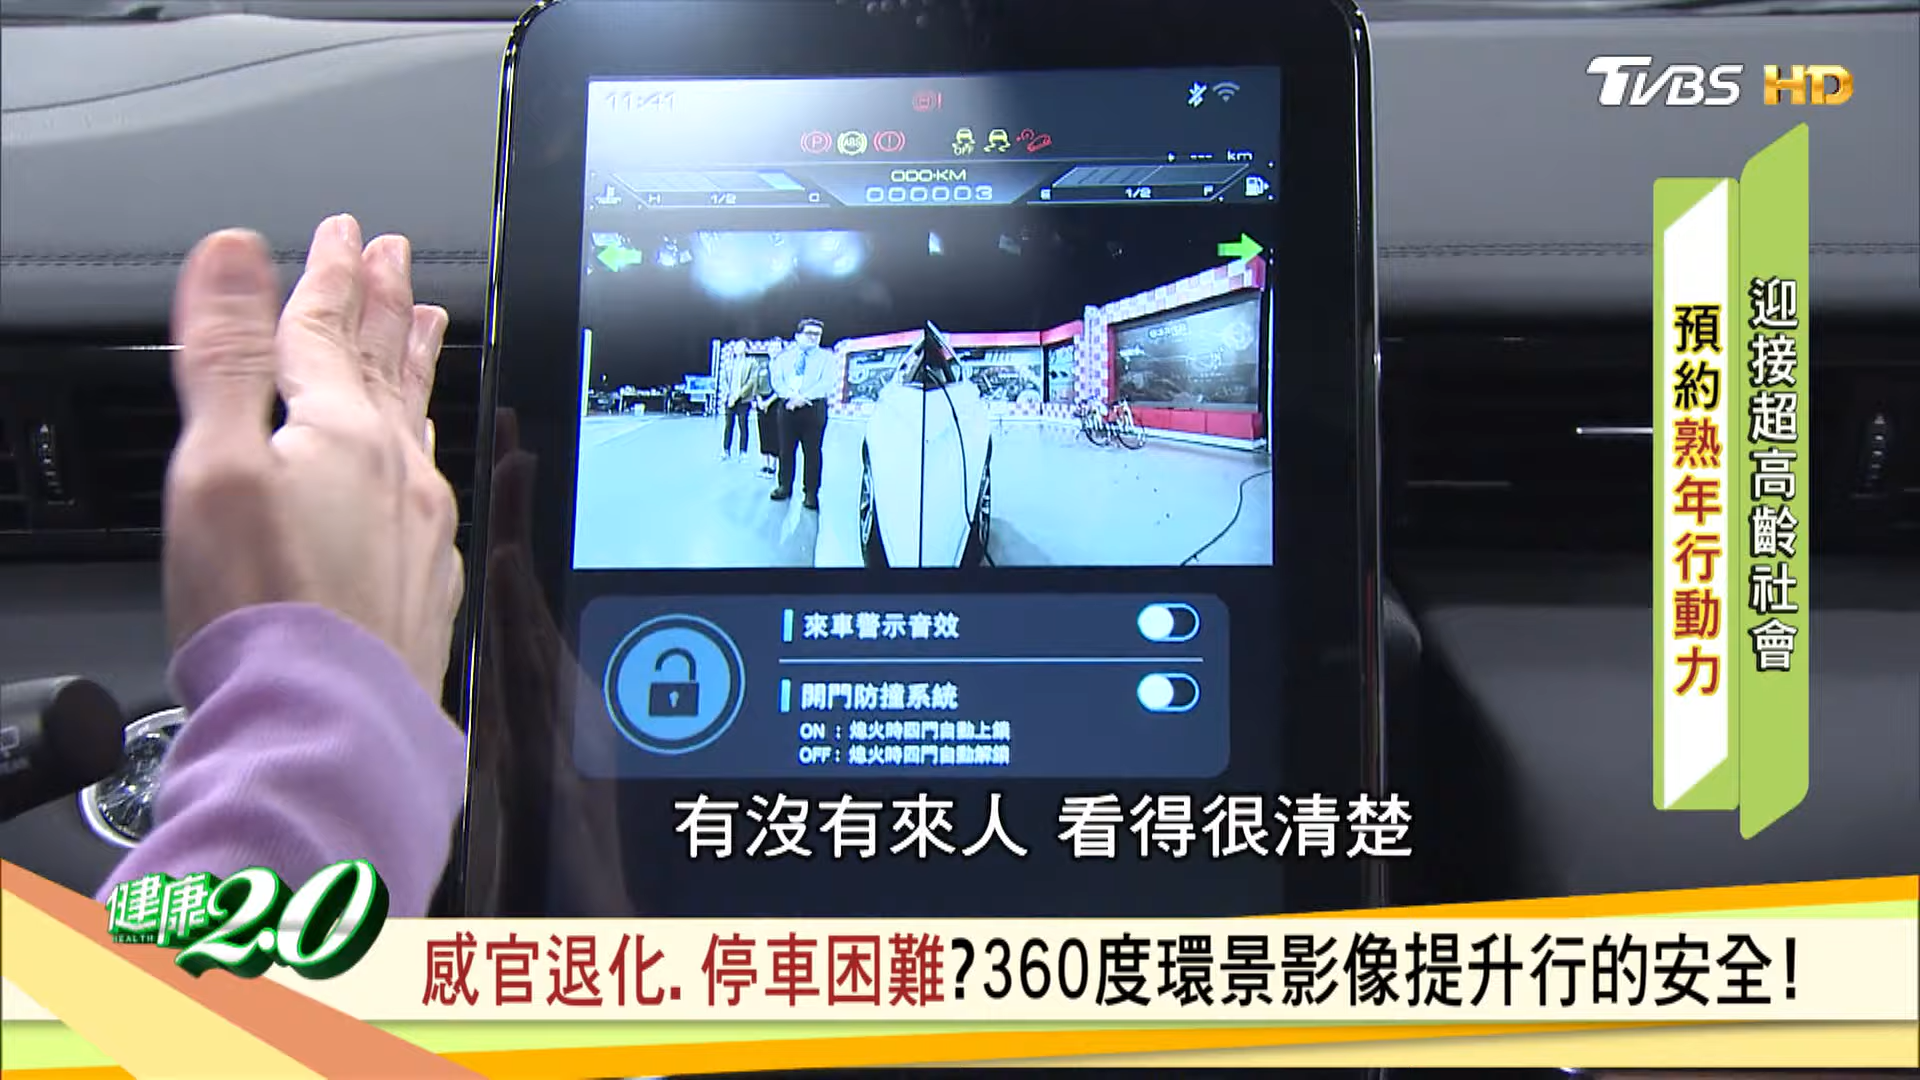 TVBS HD
迎接超高齡社會
預約熟年行動力
11:41
P
ABS
OFF
--- km
ODO·KM
000003
H 1/2 C
E 1/2 F
來車警示音效
開門防撞系統
ON：熄火時四門自動上鎖
OFF：熄火時四門自動解鎖
有沒有來人 看得很清楚
健康2.0
HEALTH
感官退化.停車困難?360度環景影像提升行的安全!